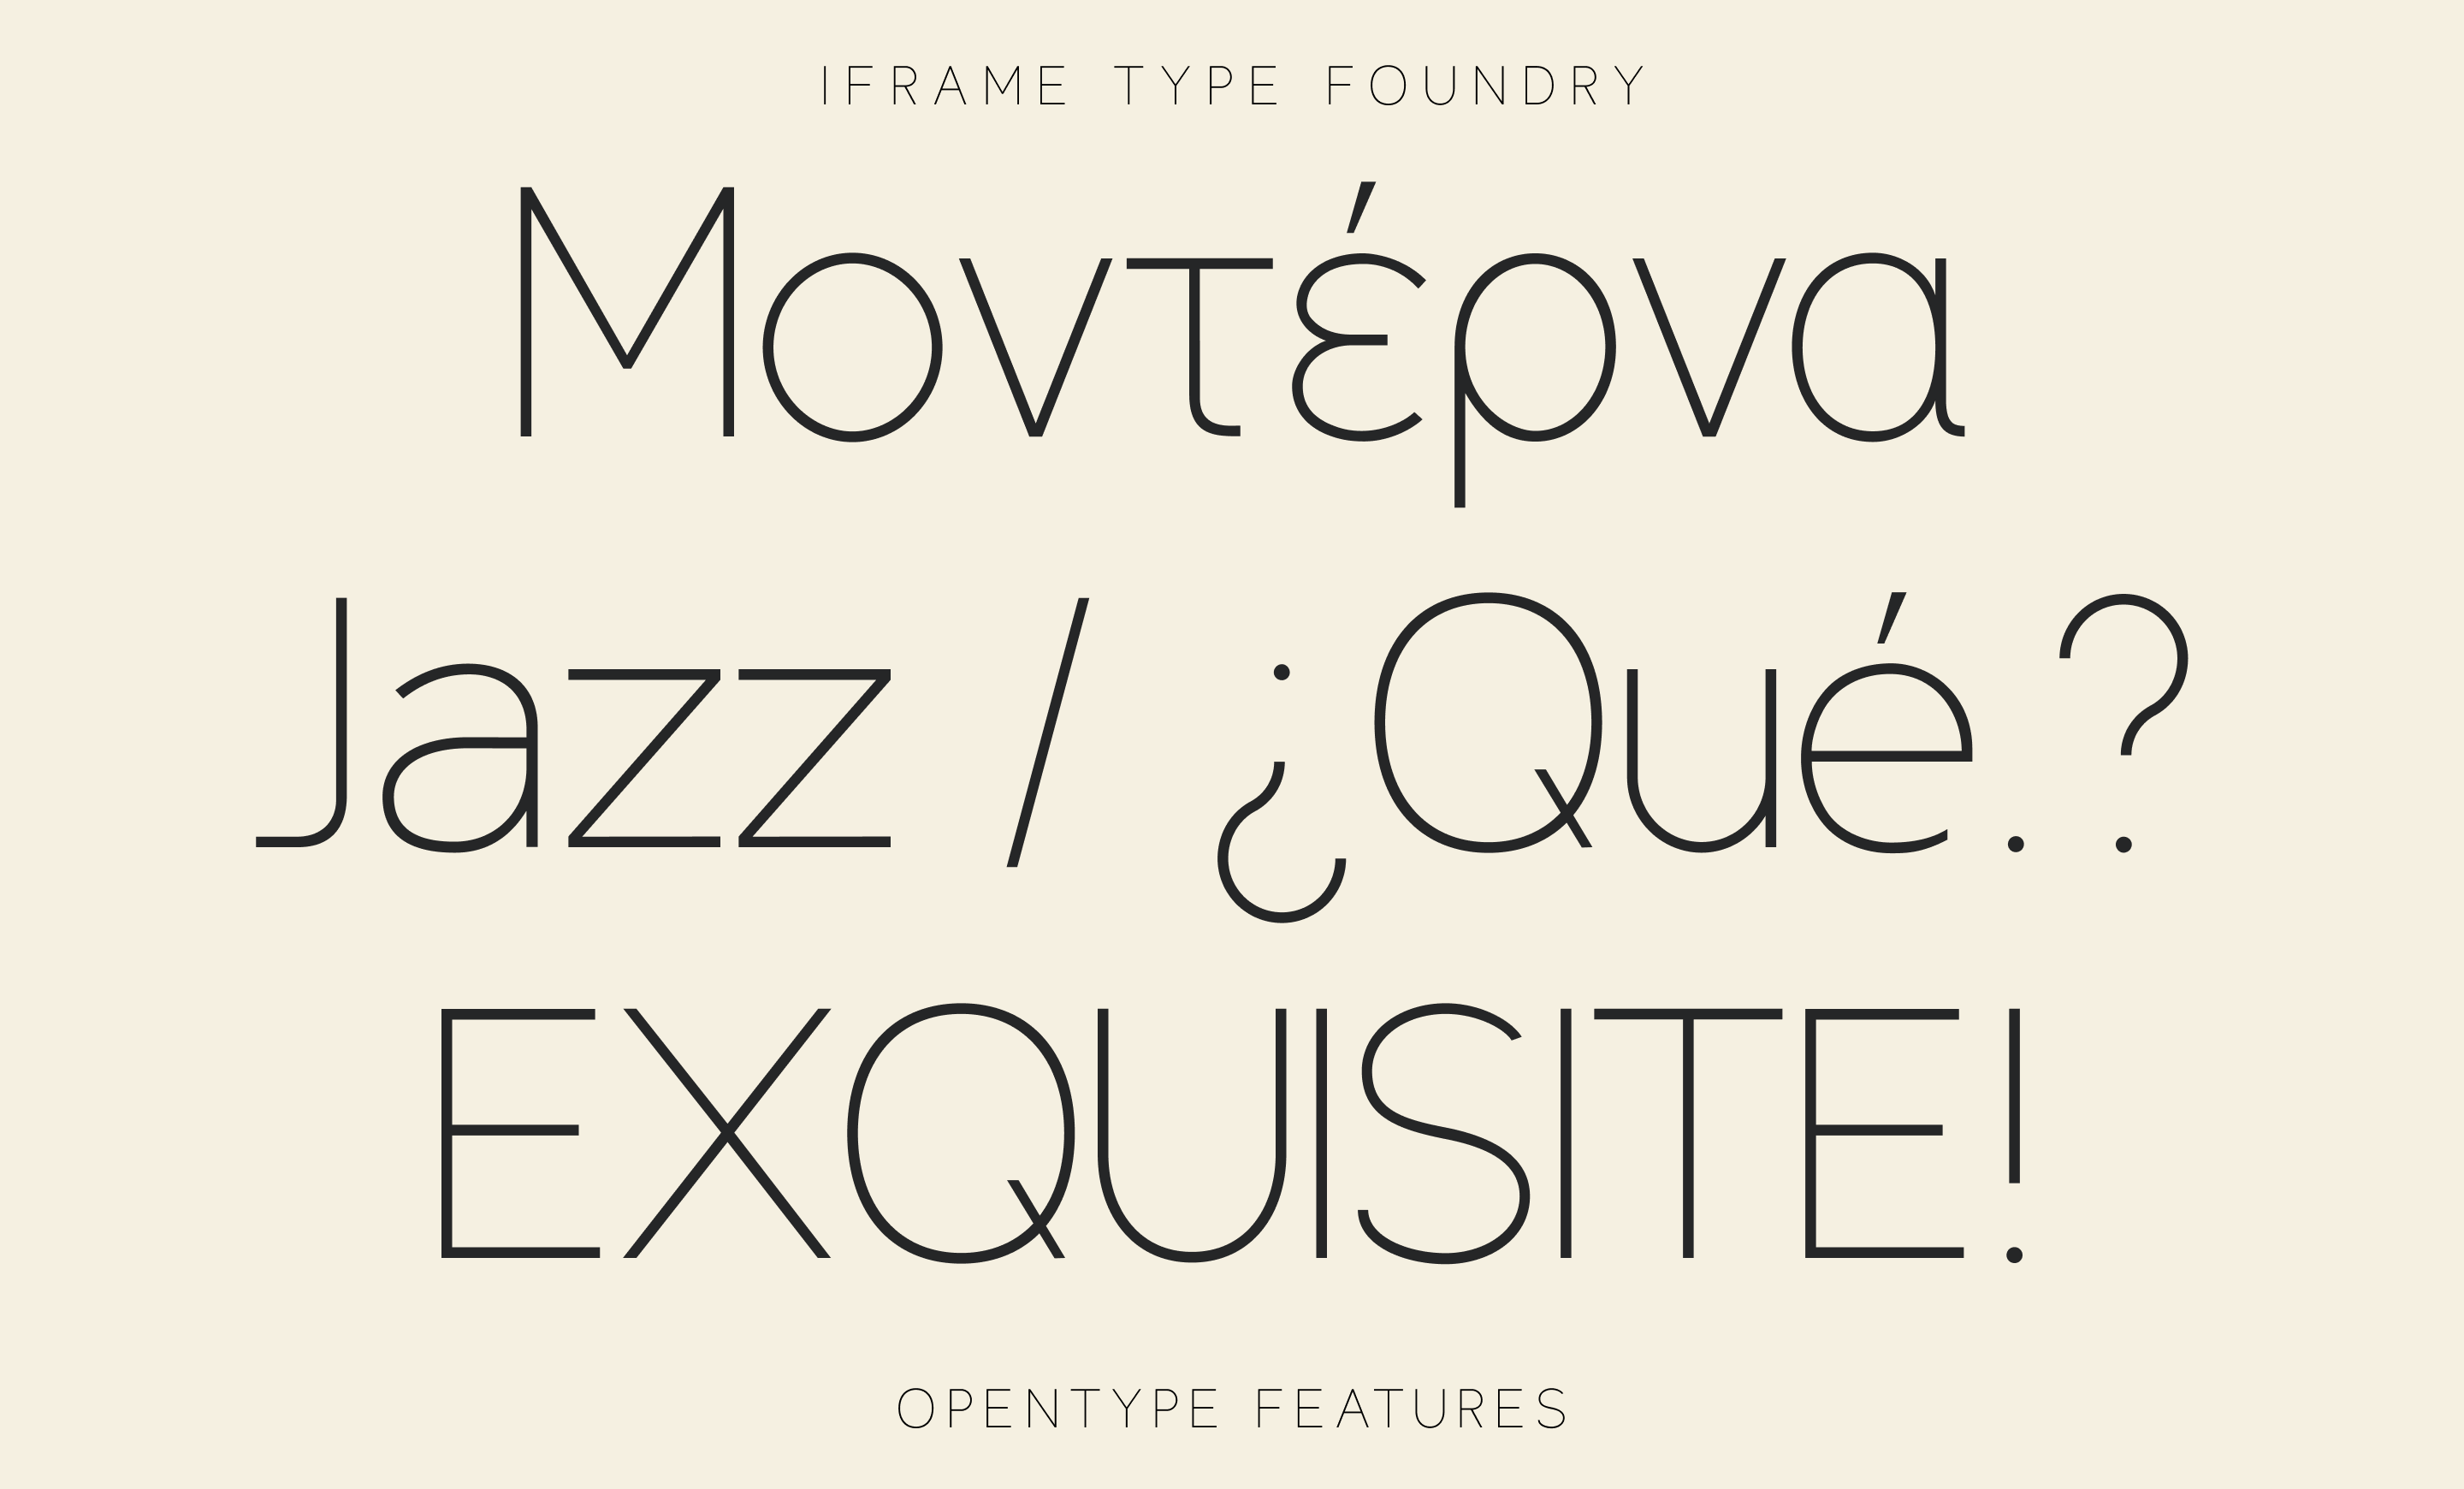 IFRAME TYPE FOUNDRY
Μοντέρνα
Jazz / ¿Qué.?
EXQUISITE!
OPENTYPE FEATURES